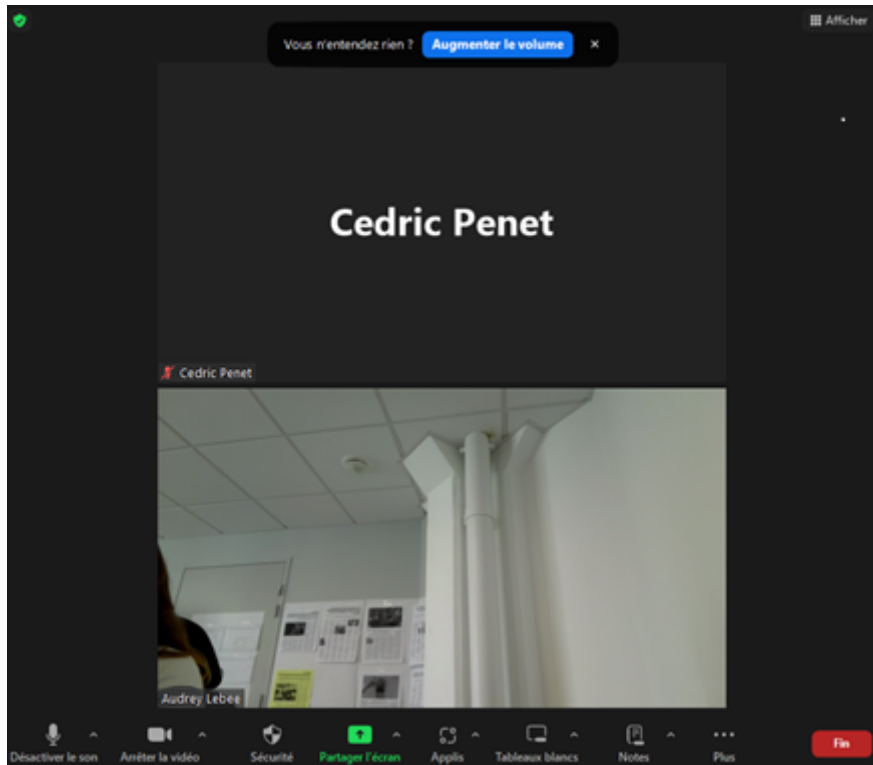 Afficher
Vous n'entendez rien ? Augmenter le volume ×
Cedric Penet
Cedric Penet
Audrey Lebee
Désactiver le son Arrêter la vidéo Sécurité Partager l'écran Applis Tableaux blancs Notes Plus Fin